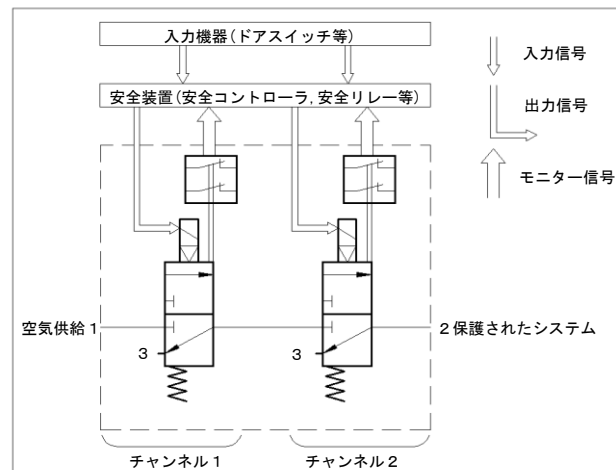 入力機器(ドアスイッチ等)
安全装置(安全コントローラ,安全リレー等)
入力信号
出力信号
モニター信号
空気供給1
3
3
2保護されたシステム
チャンネル1
チャンネル2